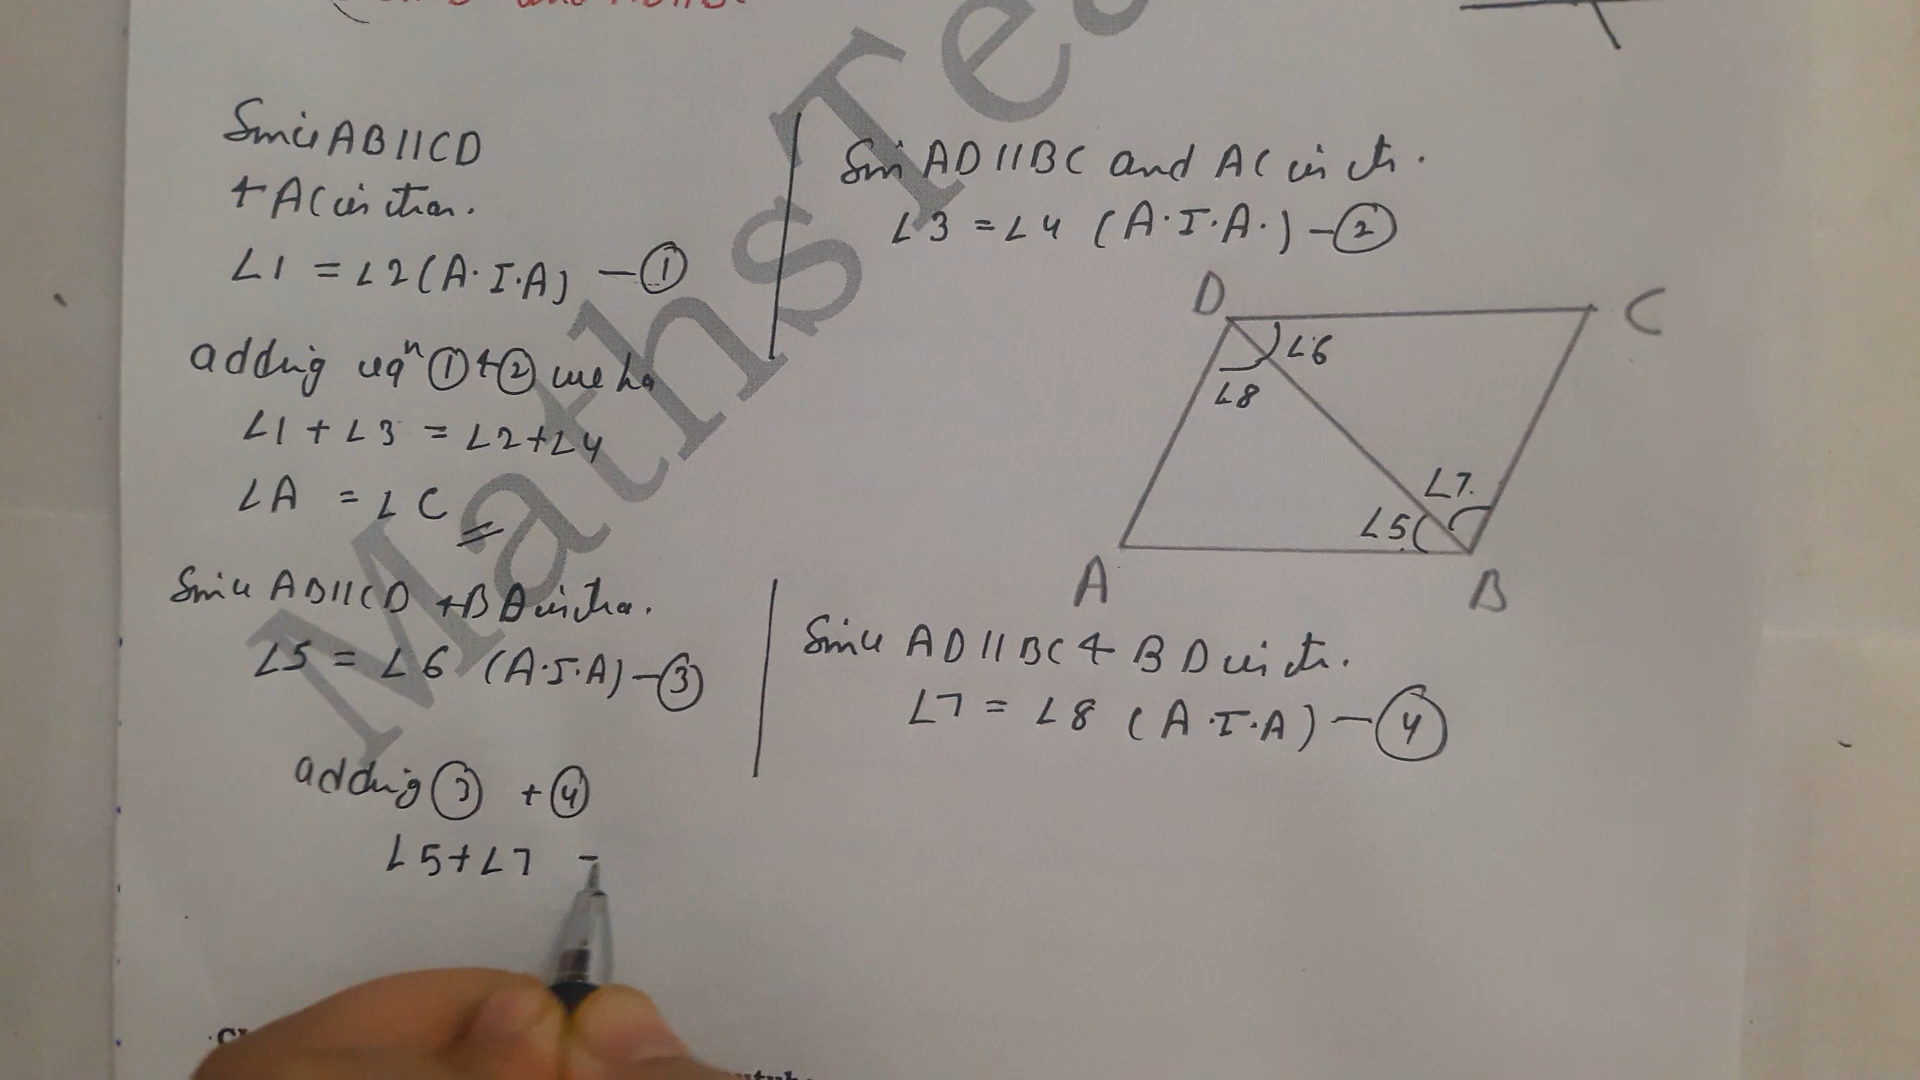 Since AB||CD
+ AC is tran.
∠1 = ∠2 (A.I.A) — ①
Sin AD||BC and AC is tr.
∠3 = ∠4 (A.I.A.) — ②
adding eqⁿ ① + ② we ha
∠1 + ∠3 = ∠2+∠4
∠A = ∠C
D
C
∠6
∠8
∠7.
∠5
A
B
Since AB||CD + BD is tra.
∠5 = ∠6 (A.I.A) — ③
Since AD||BC + BD is tr.
∠7 = ∠8 (A.I.A) — ④
adding ③ + ④
∠5+∠7 -
Maths Te